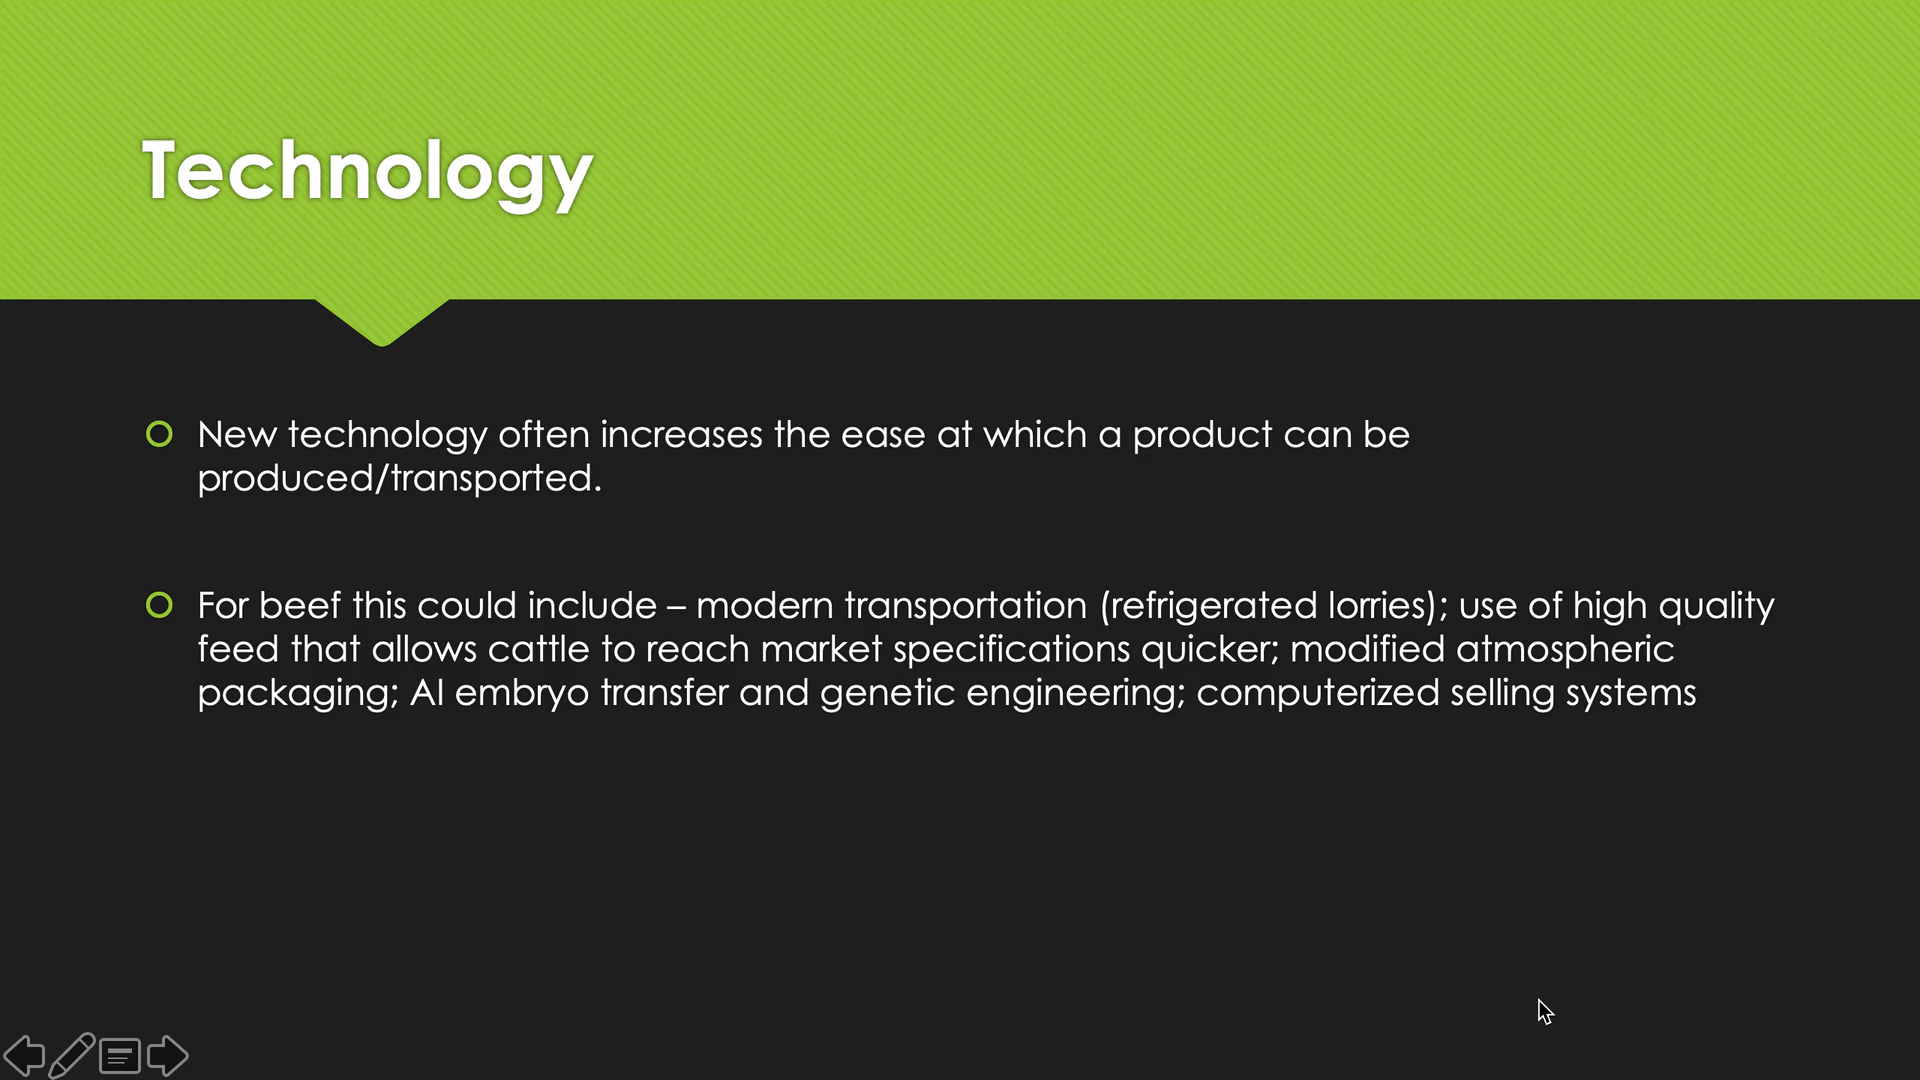 Technology
New technology often increases the ease at which a product can be
produced/transported.
For beef this could include – modern transportation (refrigerated lorries); use of high quality
feed that allows cattle to reach market specifications quicker; modified atmospheric
packaging; AI embryo transfer and genetic engineering; computerized selling systems